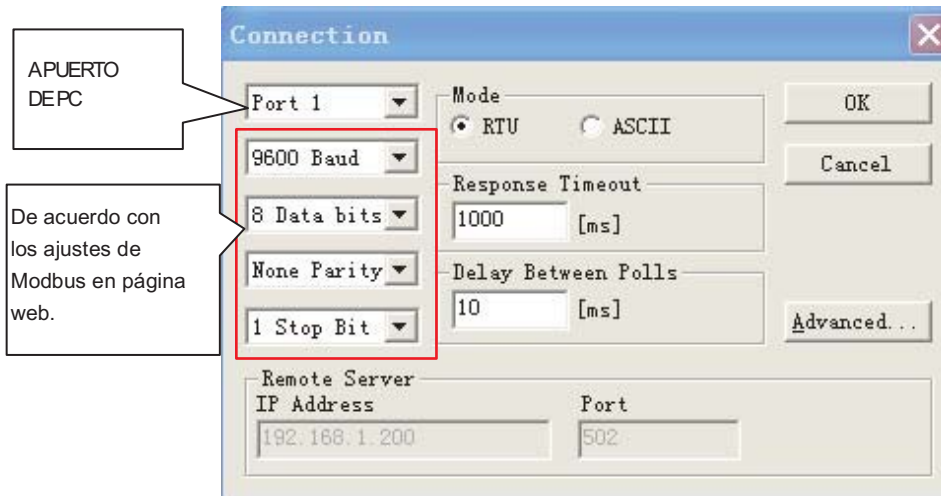 Connection
APUERTO
DEPC
Port 1
Mode
RTU
ASCII
OK
9600 Baud
Cancel
Response Timeout
De acuerdo con
los ajustes de
Modbus en página
web.
8 Data bits
1000
[ms]
None Parity
Delay Between Polls
10
[ms]
1 Stop Bit
Advanced...
Remote Server
IP Address
Port
192.168.1.200
502